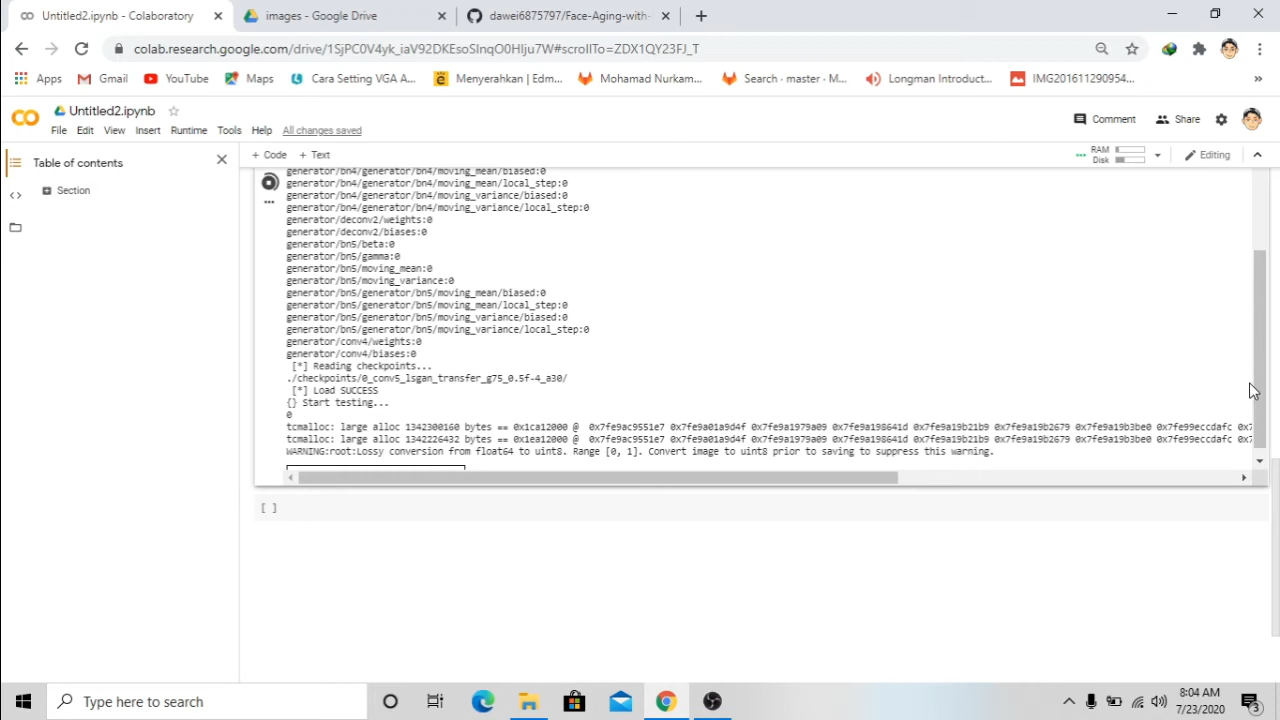 Untitled2.ipynb - Colaboratory
images - Google Drive
dawei6875797/Face-Aging-with-
colab.research.google.com/drive/1SjPC0V4yk_iaV92DKEsoSInqO0HIju7W#scrollTo=ZDX1QY23FJ_T
Apps
Gmail
YouTube
Maps
Cara Setting VGA A...
Menyerahkan | Edm...
Mohamad Nurkam...
Search · master · M...
Longman Introduct...
IMG201611290954...
»
CO
Untitled2.ipynb
File Edit View Insert Runtime Tools Help All changes saved
Comment
Share
Table of contents
Section
+ Code + Text
RAM
Disk
Editing
generator/bn4/generator/bn4/moving_mean/biased:0
generator/bn4/generator/bn4/moving_mean/local_step:0
generator/bn4/generator/bn4/moving_variance/biased:0
generator/bn4/generator/bn4/moving_variance/local_step:0
generator/deconv2/weights:0
generator/deconv2/biases:0
generator/bn5/beta:0
generator/bn5/gamma:0
generator/bn5/moving_mean:0
generator/bn5/moving_variance:0
generator/bn5/generator/bn5/moving_mean/biased:0
generator/bn5/generator/bn5/moving_mean/local_step:0
generator/bn5/generator/bn5/moving_variance/biased:0
generator/bn5/generator/bn5/moving_variance/local_step:0
generator/conv4/weights:0
generator/conv4/biases:0
[*] Reading checkpoints...
./checkpoints/0_conv5_lsgan_transfer_g75_0.5f-4_a30/
[*] Load SUCCESS
{} Start testing...
0
tcmalloc: large alloc 1342300160 bytes == 0x1ca12000 @ 0x7fe9ac9551e7 0x7fe9a01a9d4f 0x7fe9a1979a09 0x7fe9a198641d 0x7fe9a19b21b9 0x7fe9a19b2679 0x7fe9a19b3be0 0x7fe99eccdafc 0x7
tcmalloc: large alloc 1342226432 bytes == 0x1ea12000 @ 0x7fe9ac9551e7 0x7fe9a01a9d4f 0x7fe9a1979a09 0x7fe9a198641d 0x7fe9a19b21b9 0x7fe9a19b2679 0x7fe9a19b3be0 0x7fe99eccdafc 0x7
WARNING:root:Lossy conversion from float64 to uint8. Range [0, 1]. Convert image to uint8 prior to saving to suppress this warning.
[ ]
Type here to search
8:04 AM
7/23/2020
3